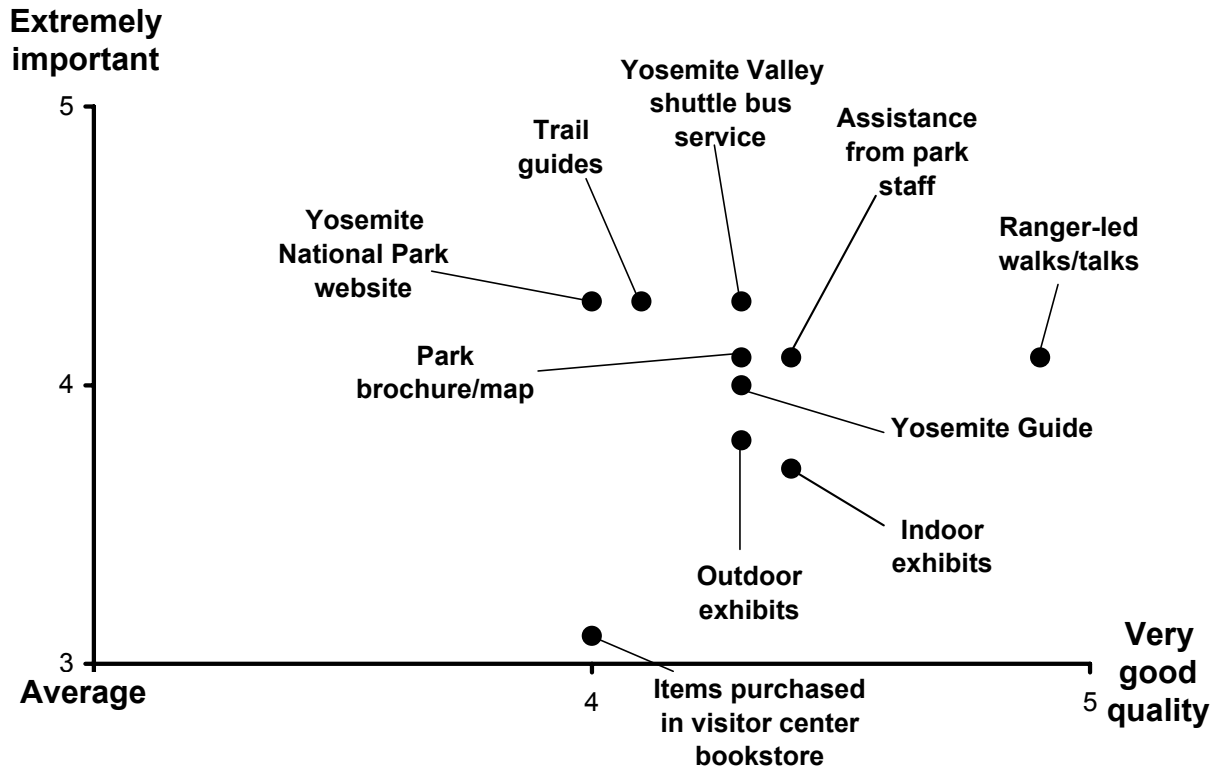 Extremely
important
5
Yosemite Valley
shuttle bus
service
Trail
guides
Assistance
from park
staff
Yosemite
National Park
website
Ranger-led
walks/talks
Park
brochure/map
4
Yosemite Guide
Indoor
exhibits
Outdoor
exhibits
3
Average
4
Items purchased
in visitor center
bookstore
5
Very
good
quality